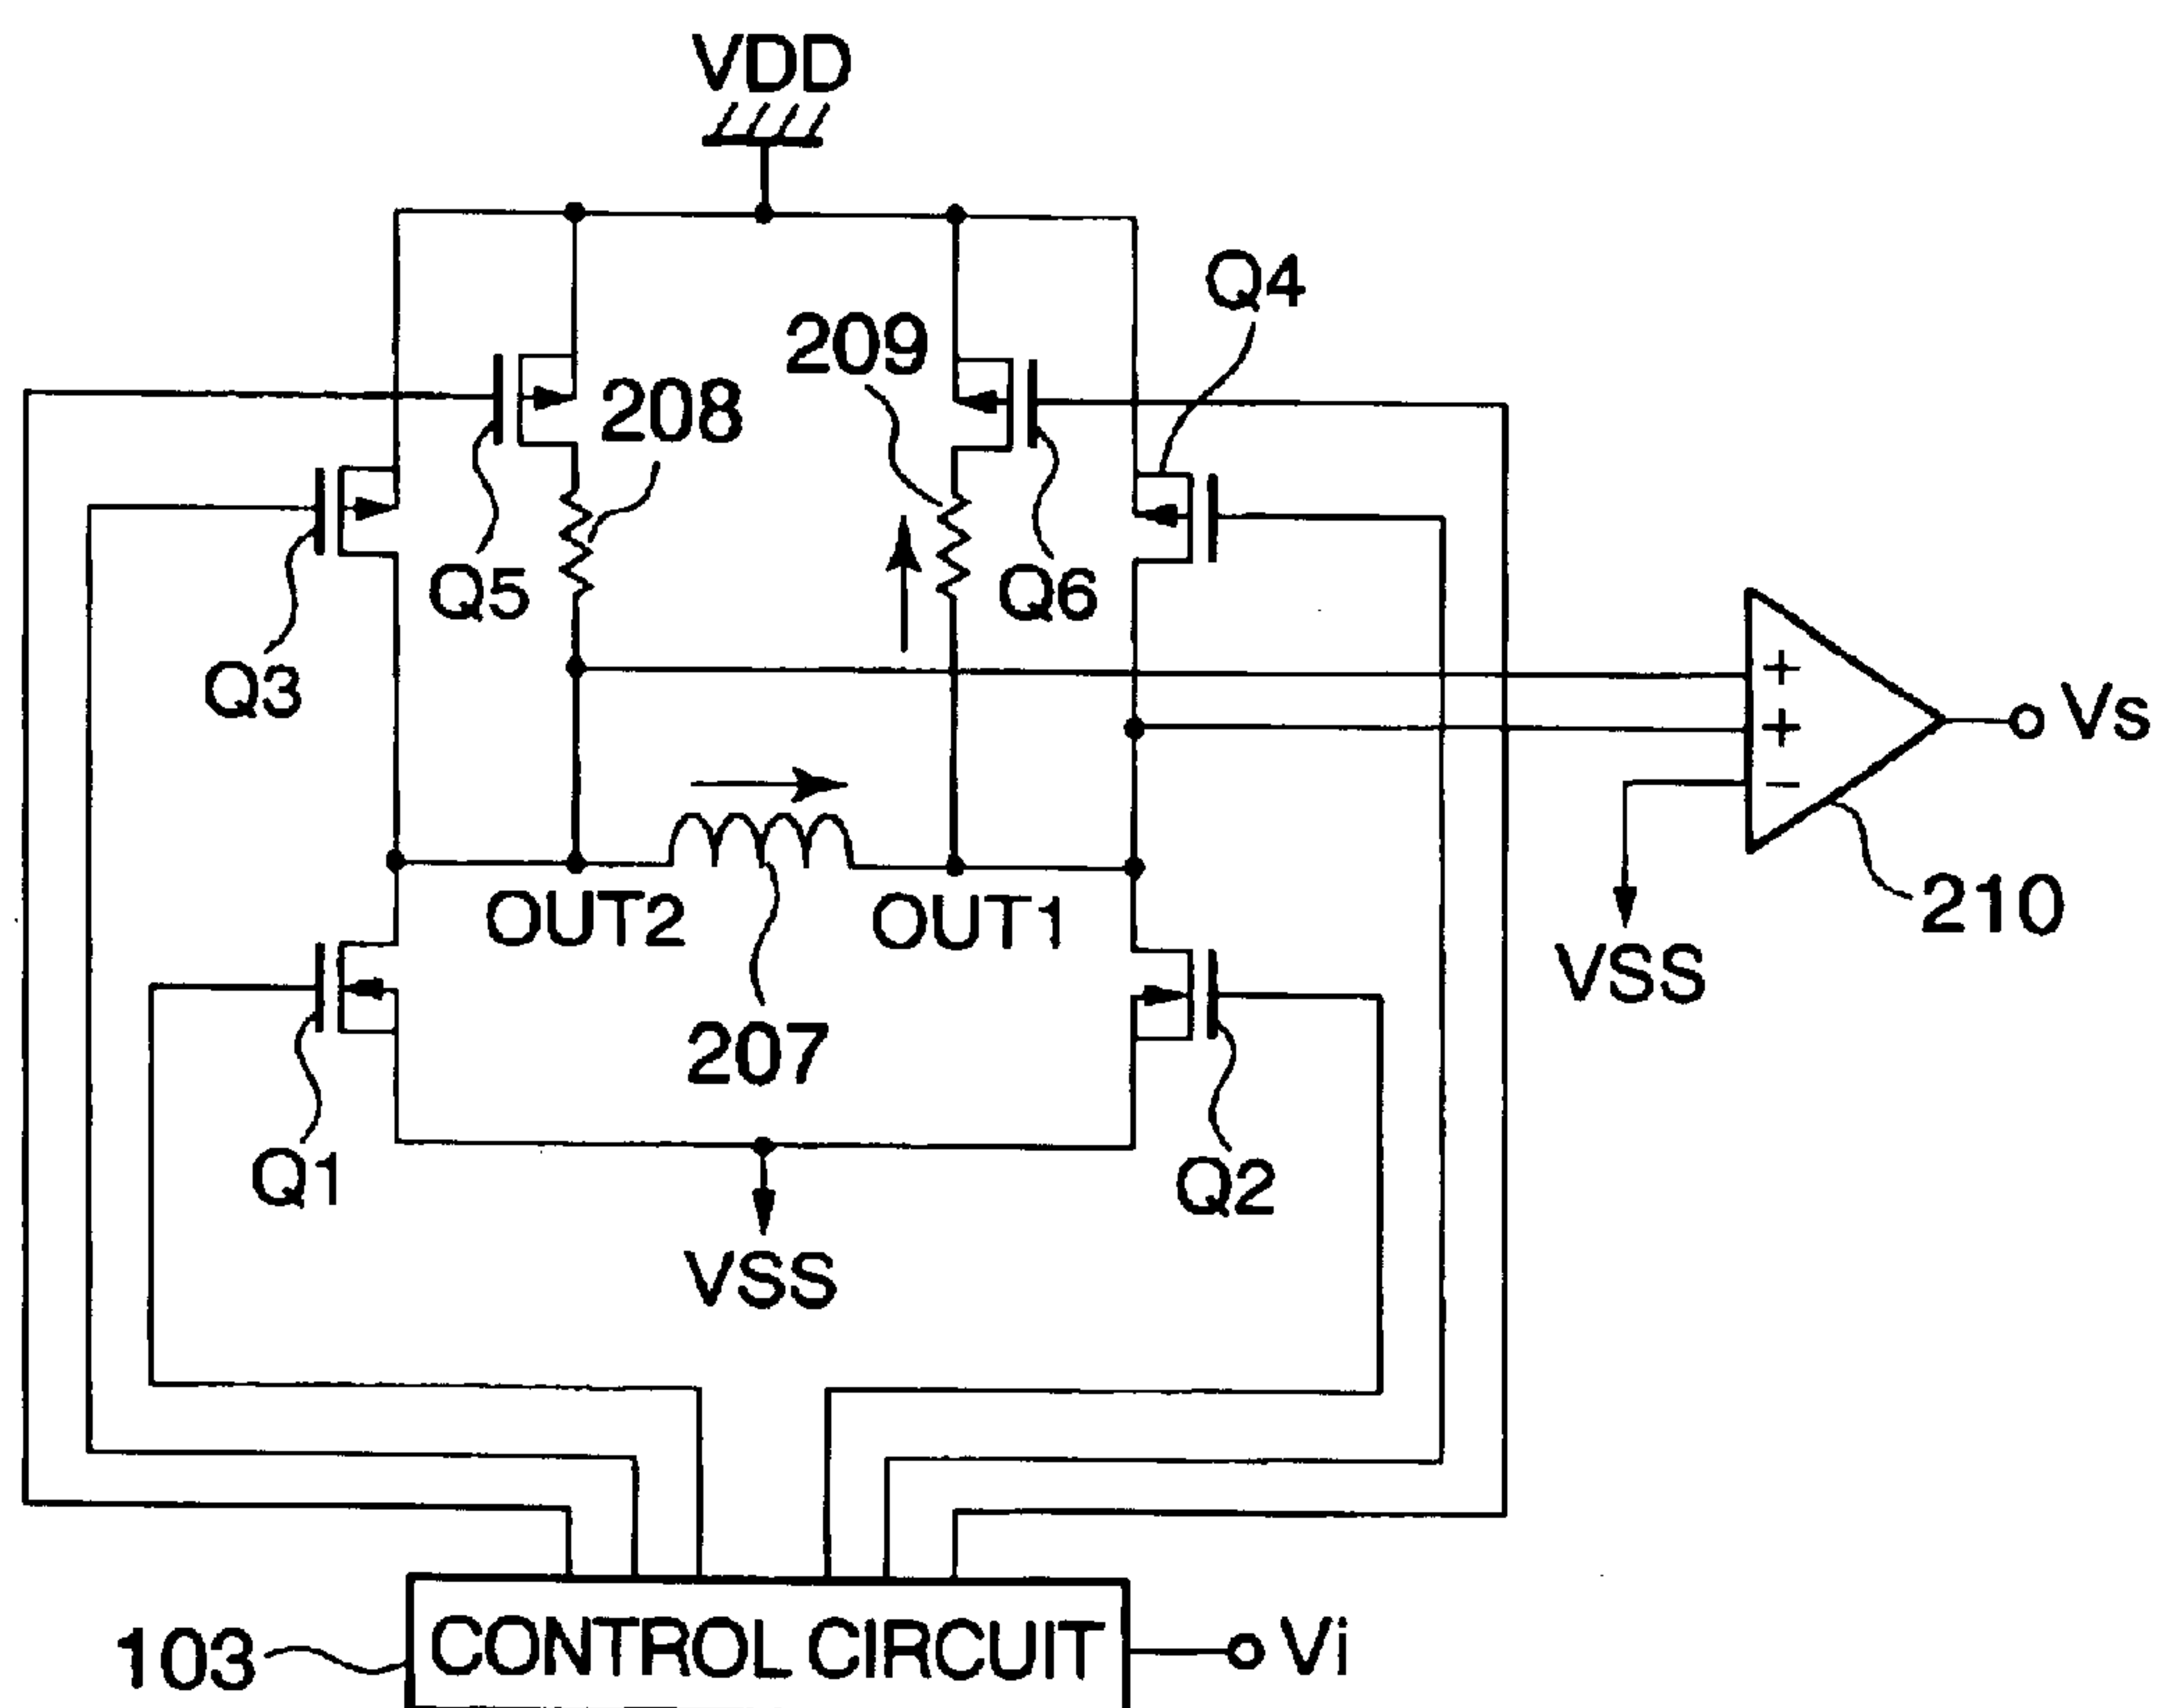 VDD
Q4
209
208
Q5
Q6
Q3
+
+
−
Vs
OUT2
OUT1
210
VSS
207
Q1
Q2
VSS
103
CONTROL CIRCUIT
Vi